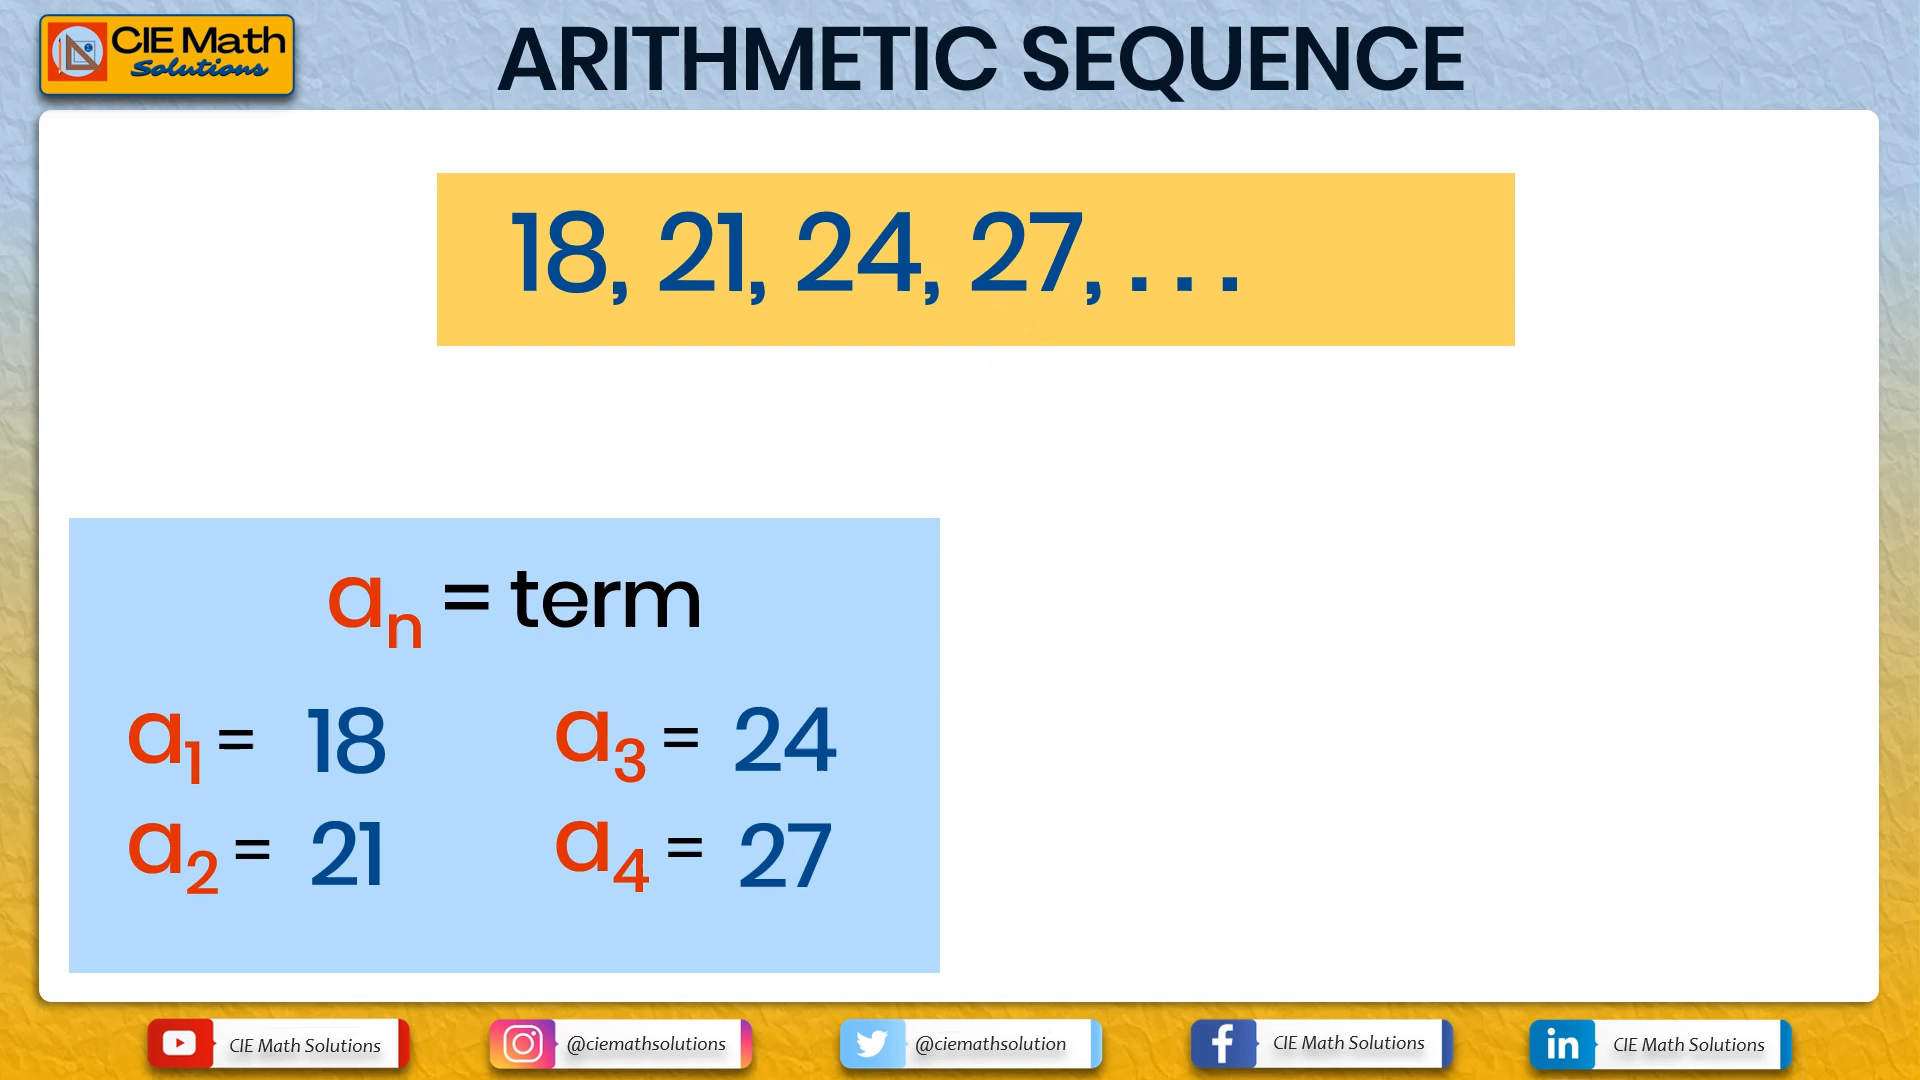 CIE Math
Solutions
ARITHMETIC SEQUENCE
18, 21, 24, 27, . . .
aₙ = term
a₁ = 18
a₂ = 21
a₃ = 24
a₄ = 27
CIE Math Solutions
@ciemathsolutions
@ciemathsolution
CIE Math Solutions
in
CIE Math Solutions